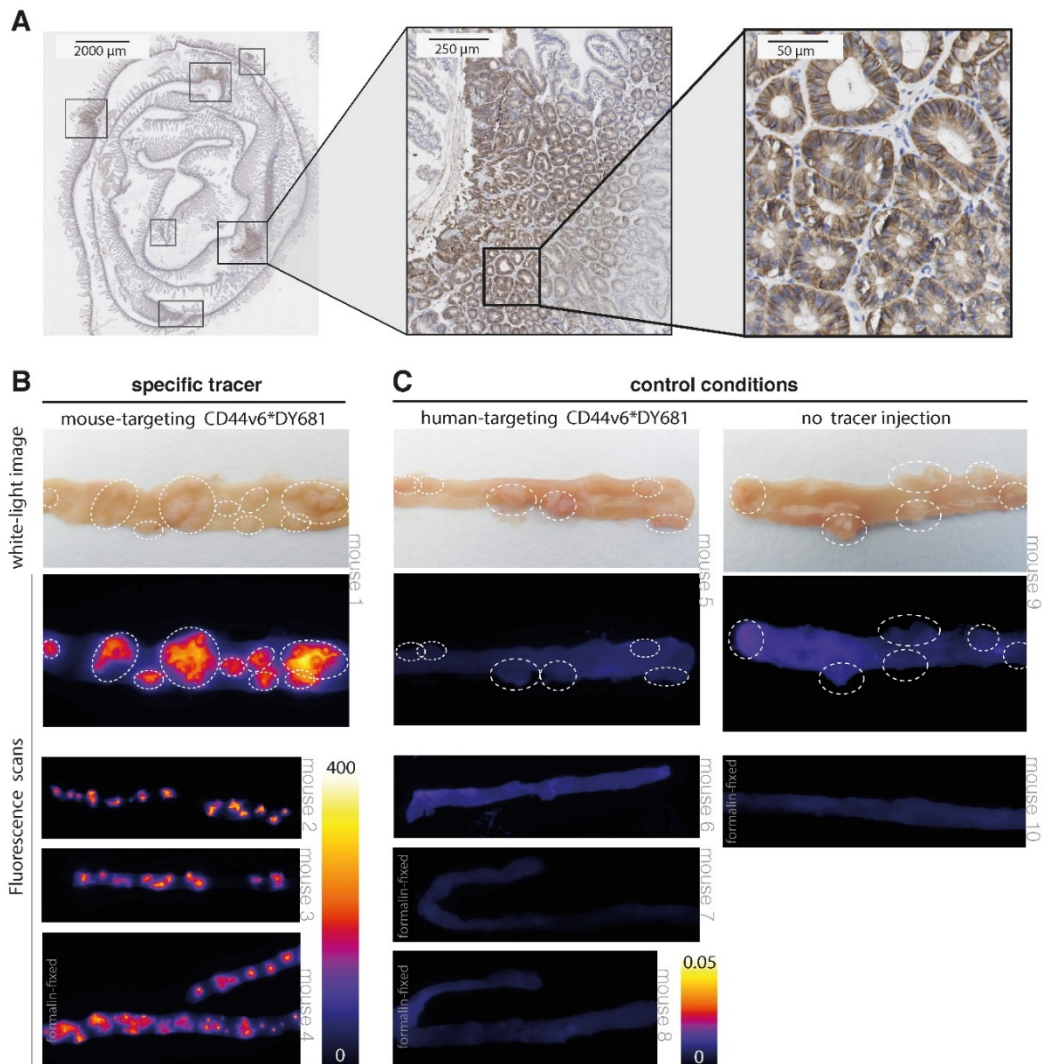 A
2000 µm
250 µm
50 µm
B
specific tracer
mouse-targeting CD44v6*DY681
C
control conditions
human-targeting CD44v6*DY681
no tracer injection
white-light image
mouse 1
mouse 5
mouse 9
Fluorescence scans
mouse 2
400
mouse 6
formalin-fixed
mouse 10
mouse 3
formalin-fixed
mouse 7
formalin-fixed
mouse 4
0
formalin-fixed
mouse 8
0.05
0